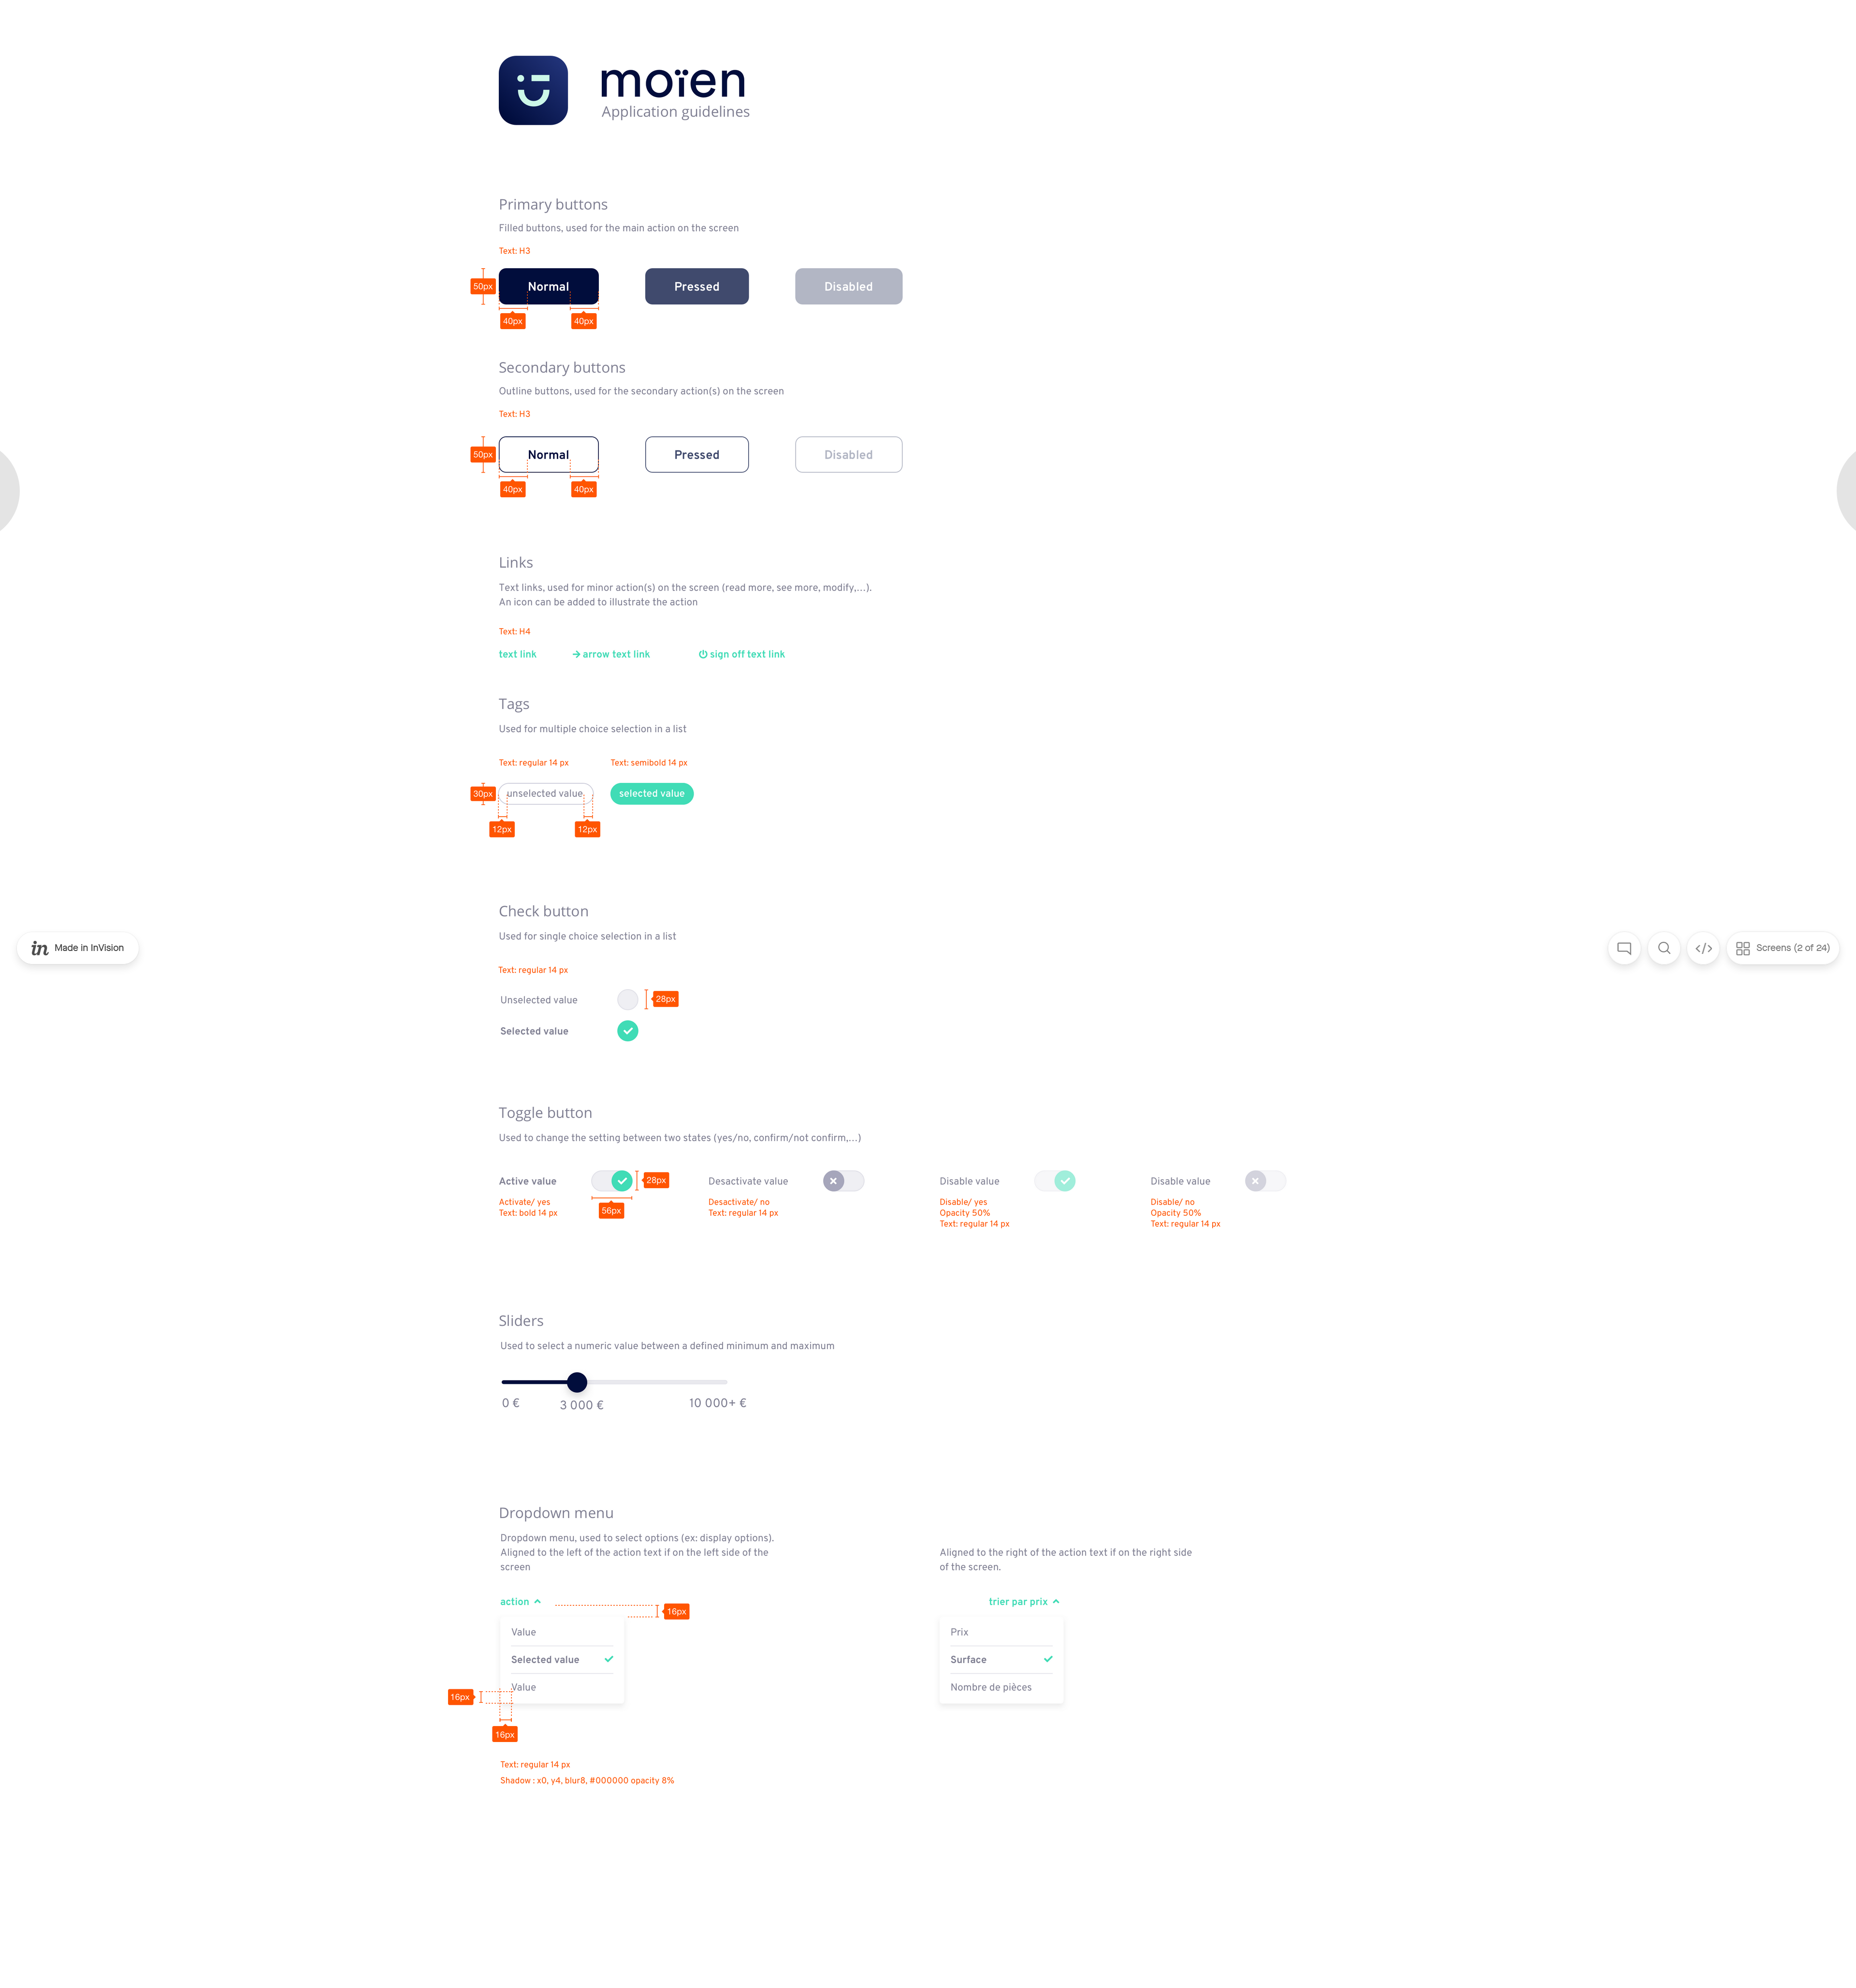 moïen
Application guidelines
Primary buttons
Filled buttons, used for the main action on the screen
Text: H3
50px
Normal
Pressed
Disabled
40px
40px
Secondary buttons
Outline buttons, used for the secondary action(s) on the screen
Text: H3
50px
Normal
Pressed
Disabled
40px
40px
Links
Text links, used for minor action(s) on the screen (read more, see more, modify,...).
An icon can be added to illustrate the action
Text: H4
text link
arrow text link
sign off text link
Tags
Used for multiple choice selection in a list
Text: regular 14 px
Text: semibold 14 px
30px
unselected value
selected value
12px
12px
Check button
Used for single choice selection in a list
in Made in InVision
Screens (2 of 24)
Text: regular 14 px
Unselected value
28px
Selected value
Toggle button
Used to change the setting between two states (yes/no, confirm/not confirm,...)
Active value
28px
Activate/ yes
Text: bold 14 px
56px
Desactivate value
Desactivate/ no
Text: regular 14 px
Disable value
Disable/ yes
Opacity 50%
Text: regular 14 px
Disable value
Disable/ no
Opacity 50%
Text: regular 14 px
Sliders
Used to select a numeric value between a defined minimum and maximum
0 €
3 000 €
10 000+ €
Dropdown menu
Dropdown menu, used to select options (ex: display options).
Aligned to the left of the action text if on the left side of the
screen
Aligned to the right of the action text if on the right side
of the screen.
action
16px
Value
Selected value
Value
16px
16px
trier par prix
Prix
Surface
Nombre de pièces
Text: regular 14 px
Shadow : x0, y4, blur8, #000000 opacity 8%